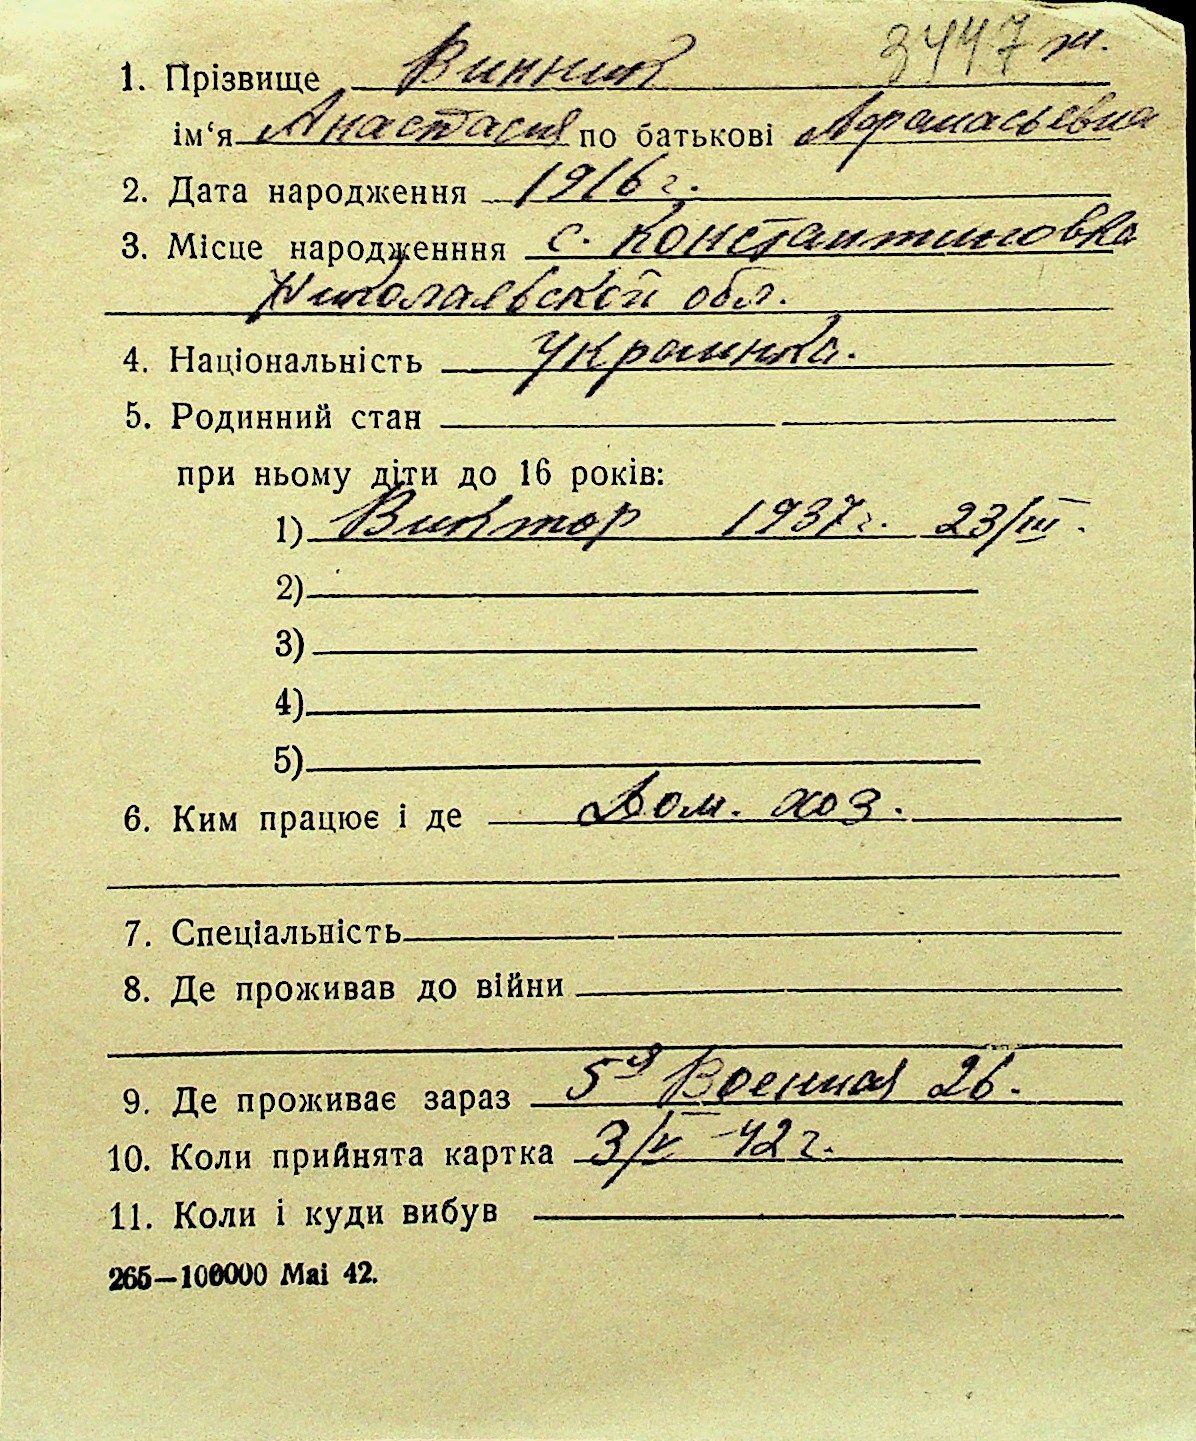 3447 ж.
1. Прізвище Винник
ім‘я Анастасия по батькові Афанасьевна
2. Дата народження 1916 г.
3. Місце народженння с. Константиновка
Николаевской обл.
4. Національність Украинка.
5. Родинний стан
при ньому діти до 16 років:
1) Виктор 1937 г. 23/III.
2)
3)
4)
5)
6. Ким працює і де Дом. хоз.
7. Спеціальність
8. Де проживав до війни
9. Де проживає зараз 5я Военная 26.
10. Коли прийнята картка 3/V-42 г.
11. Коли і куди вибув
265—100000 Mai 42.